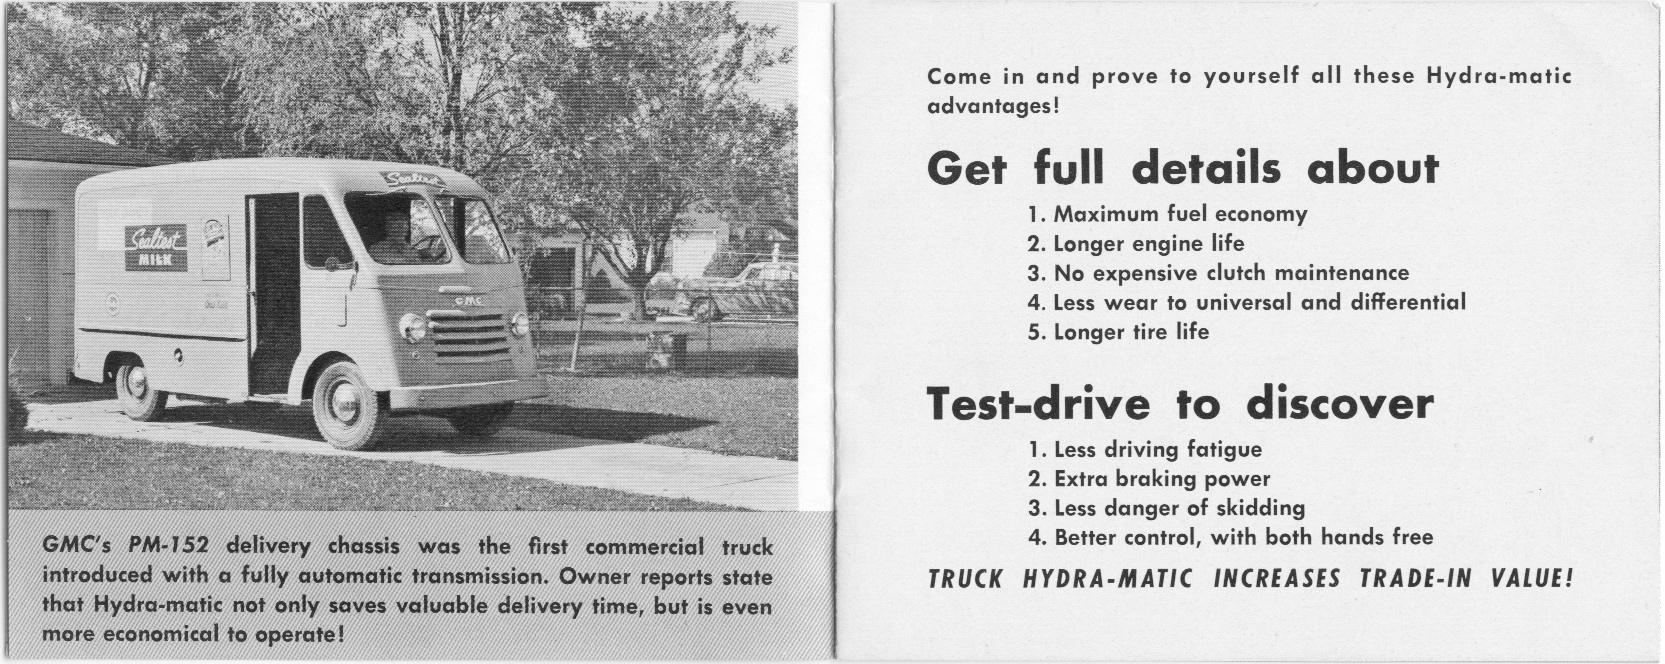 Sealtest
Sealtest
MILK
GMC
GMC's PM-152 delivery chassis was the first commercial truck
introduced with a fully automatic transmission. Owner reports state
that Hydra-matic not only saves valuable delivery time, but is even
more economical to operate!
Come in and prove to yourself all these Hydra-matic
advantages!
Get full details about
1. Maximum fuel economy
2. Longer engine life
3. No expensive clutch maintenance
4. Less wear to universal and differential
5. Longer tire life
Test-drive to discover
1. Less driving fatigue
2. Extra braking power
3. Less danger of skidding
4. Better control, with both hands free
TRUCK HYDRA-MATIC INCREASES TRADE-IN VALUE!